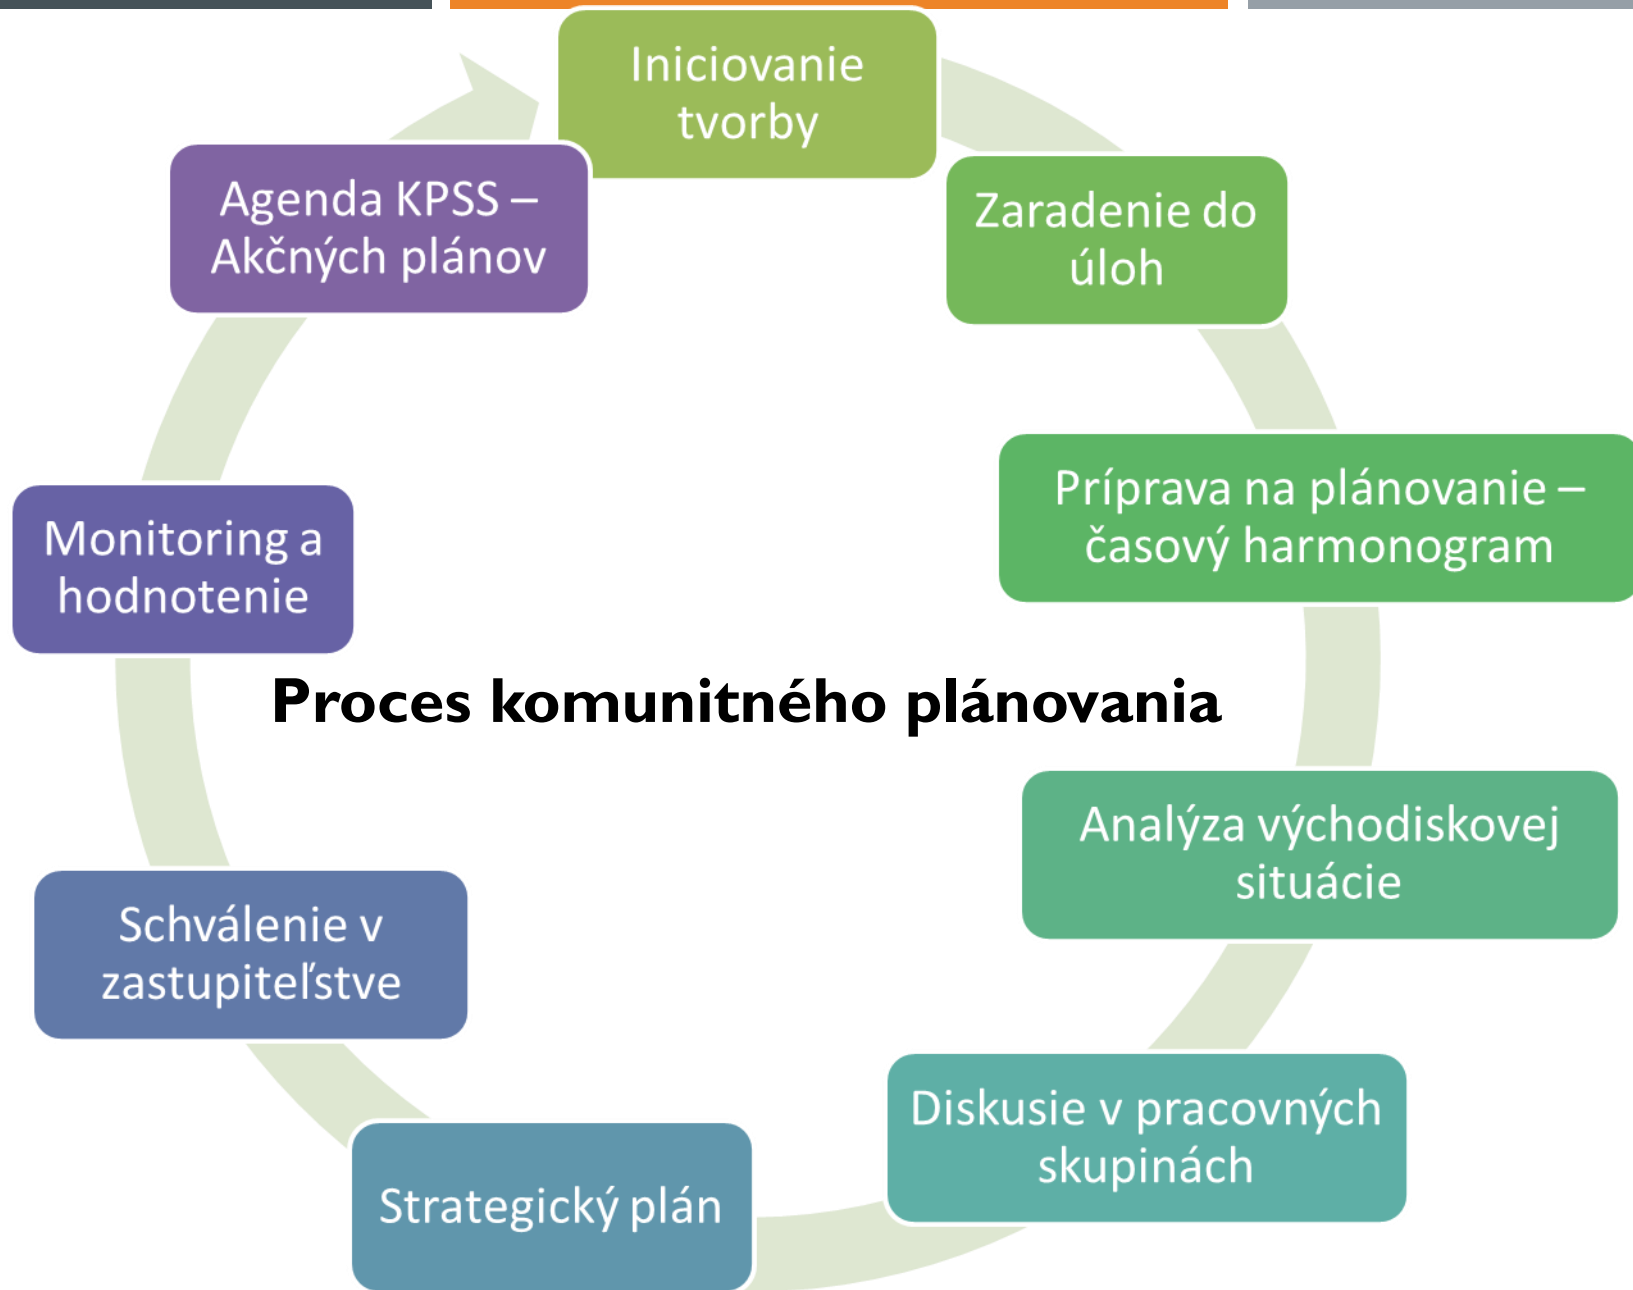 Iniciovanie
tvorby
Zaradenie do
úloh
Príprava na plánovanie –
časový harmonogram
Analýza východiskovej
situácie
Diskusie v pracovných
skupinách
Strategický plán
Schválenie v
zastupiteľstve
Monitoring a
hodnotenie
Agenda KPSS –
Akčných plánov
Proces komunitného plánovania